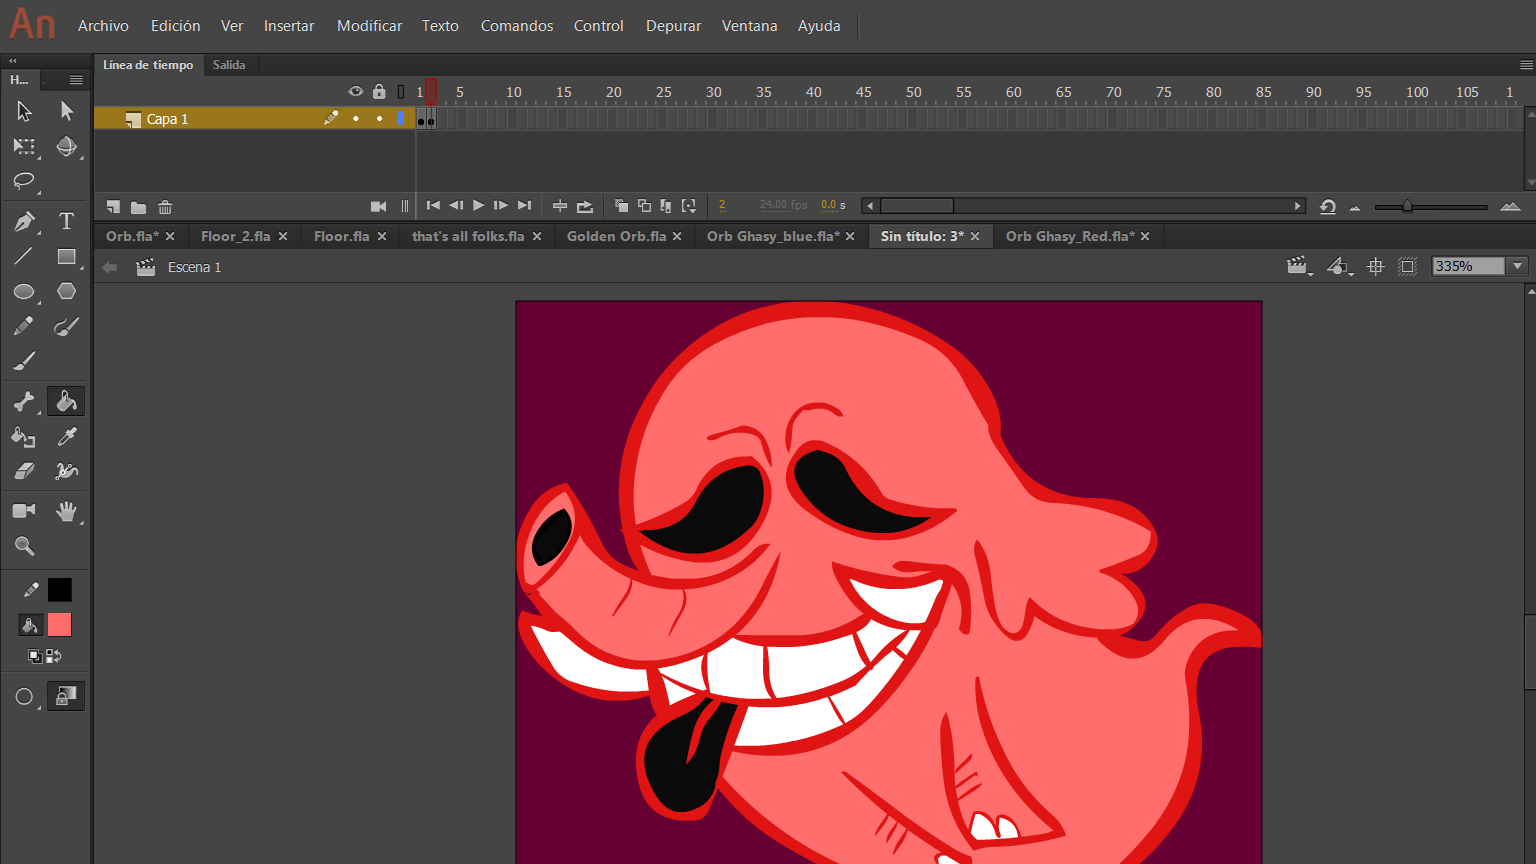 An Archivo Edición Ver Insertar Modificar Texto Comandos Control Depurar Ventana Ayuda
Línea de tiempo Salida
H...
1 5 10 15 20 25 30 35 40 45 50 55 60 65 70 75 80 85 90 95 100 105 1
Capa 1
T
2 24.00 fps 0.0 s
Orb.fla* Floor_2.fla Floor.fla that's all folks.fla Golden Orb.fla Orb Ghasy_blue.fla* Sin título: 3* Orb Ghasy_Red.fla*
Escena 1 335%